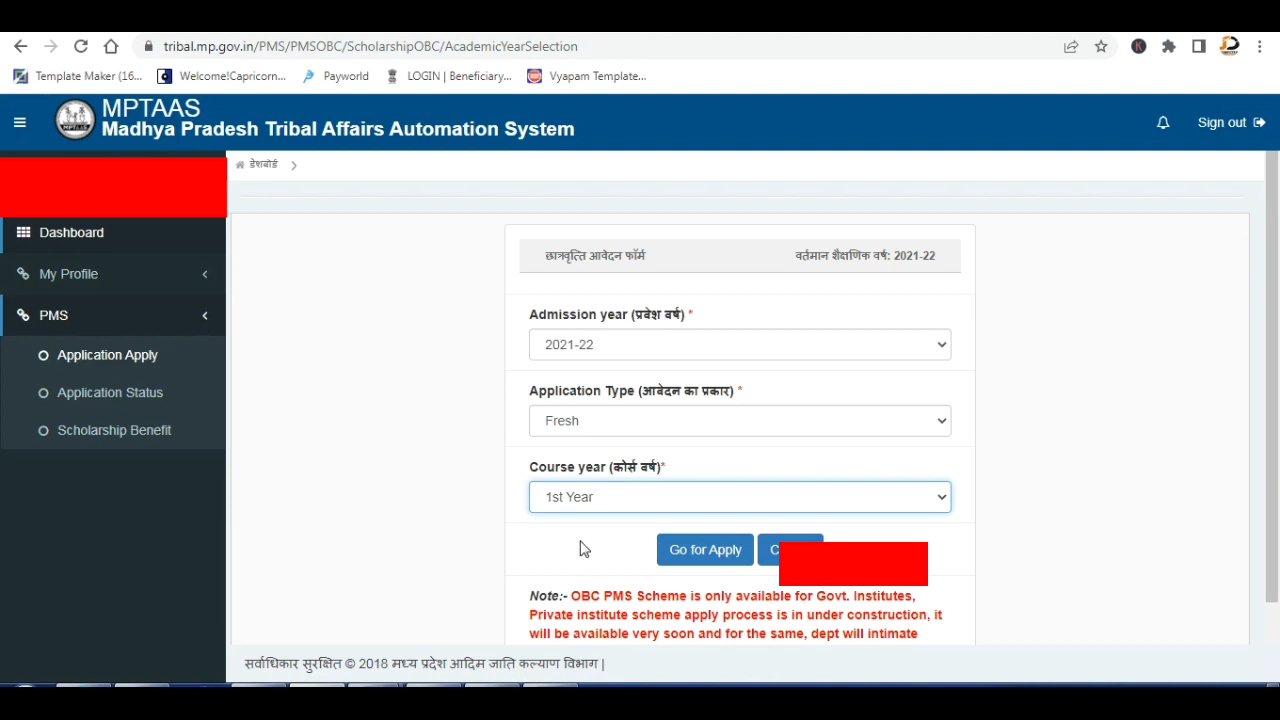 tribal.mp.gov.in/PMS/PMSOBC/ScholarshipOBC/AcademicYearSelection
Template Maker (16... Welcome!Capricorn... Payworld LOGIN | Beneficiary... Vyapam Template...
MPTAAS
Madhya Pradesh Tribal Affairs Automation System
Sign out
डेशबोर्ड
Dashboard
My Profile
PMS
Application Apply
Application Status
Scholarship Benefit
छात्रवृत्ति आवेदन फॉर्म वर्तमान शैक्षणिक वर्ष: 2021-22
Admission year (प्रवेश वर्ष) *
2021-22
Application Type (आवेदन का प्रकार) *
Fresh
Course year (कोर्स वर्ष)*
1st Year
Go for Apply
Note:- OBC PMS Scheme is only available for Govt. Institutes,
Private institute scheme apply process is in under construction, it
will be available very soon and for the same, dept will intimate
सर्वाधिकार सुरक्षित © 2018 मध्य प्रदेश आदिम जाति कल्याण विभाग |